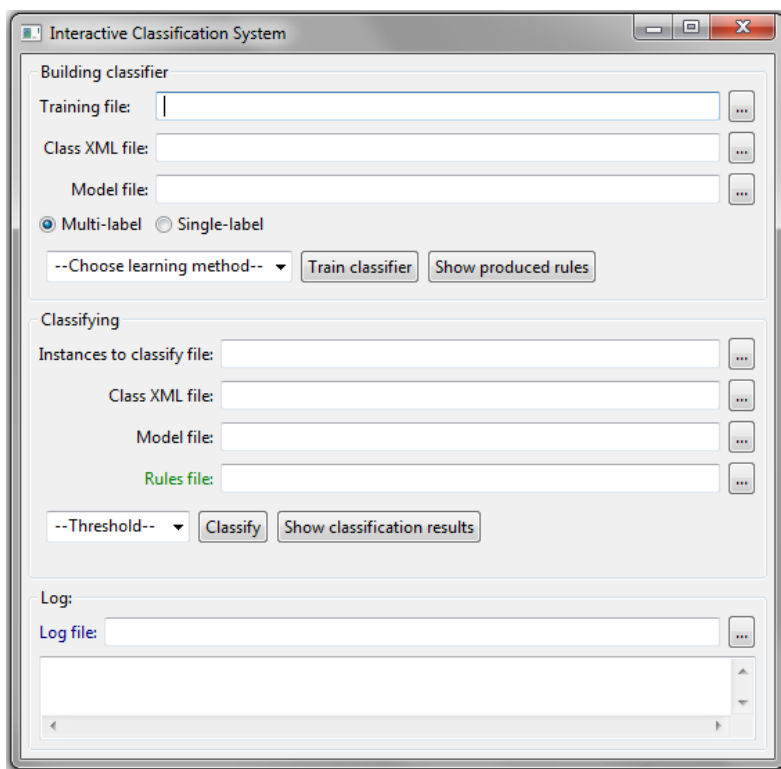 Interactive Classification System
Building classifier
Training file: ...
Class XML file: ...
Model file: ...
Multi-label Single-label
--Choose learning method-- Train classifier Show produced rules
Classifying
Instances to classify file: ...
Class XML file: ...
Model file: ...
Rules file: ...
--Threshold-- Classify Show classification results
Log:
Log file: ...